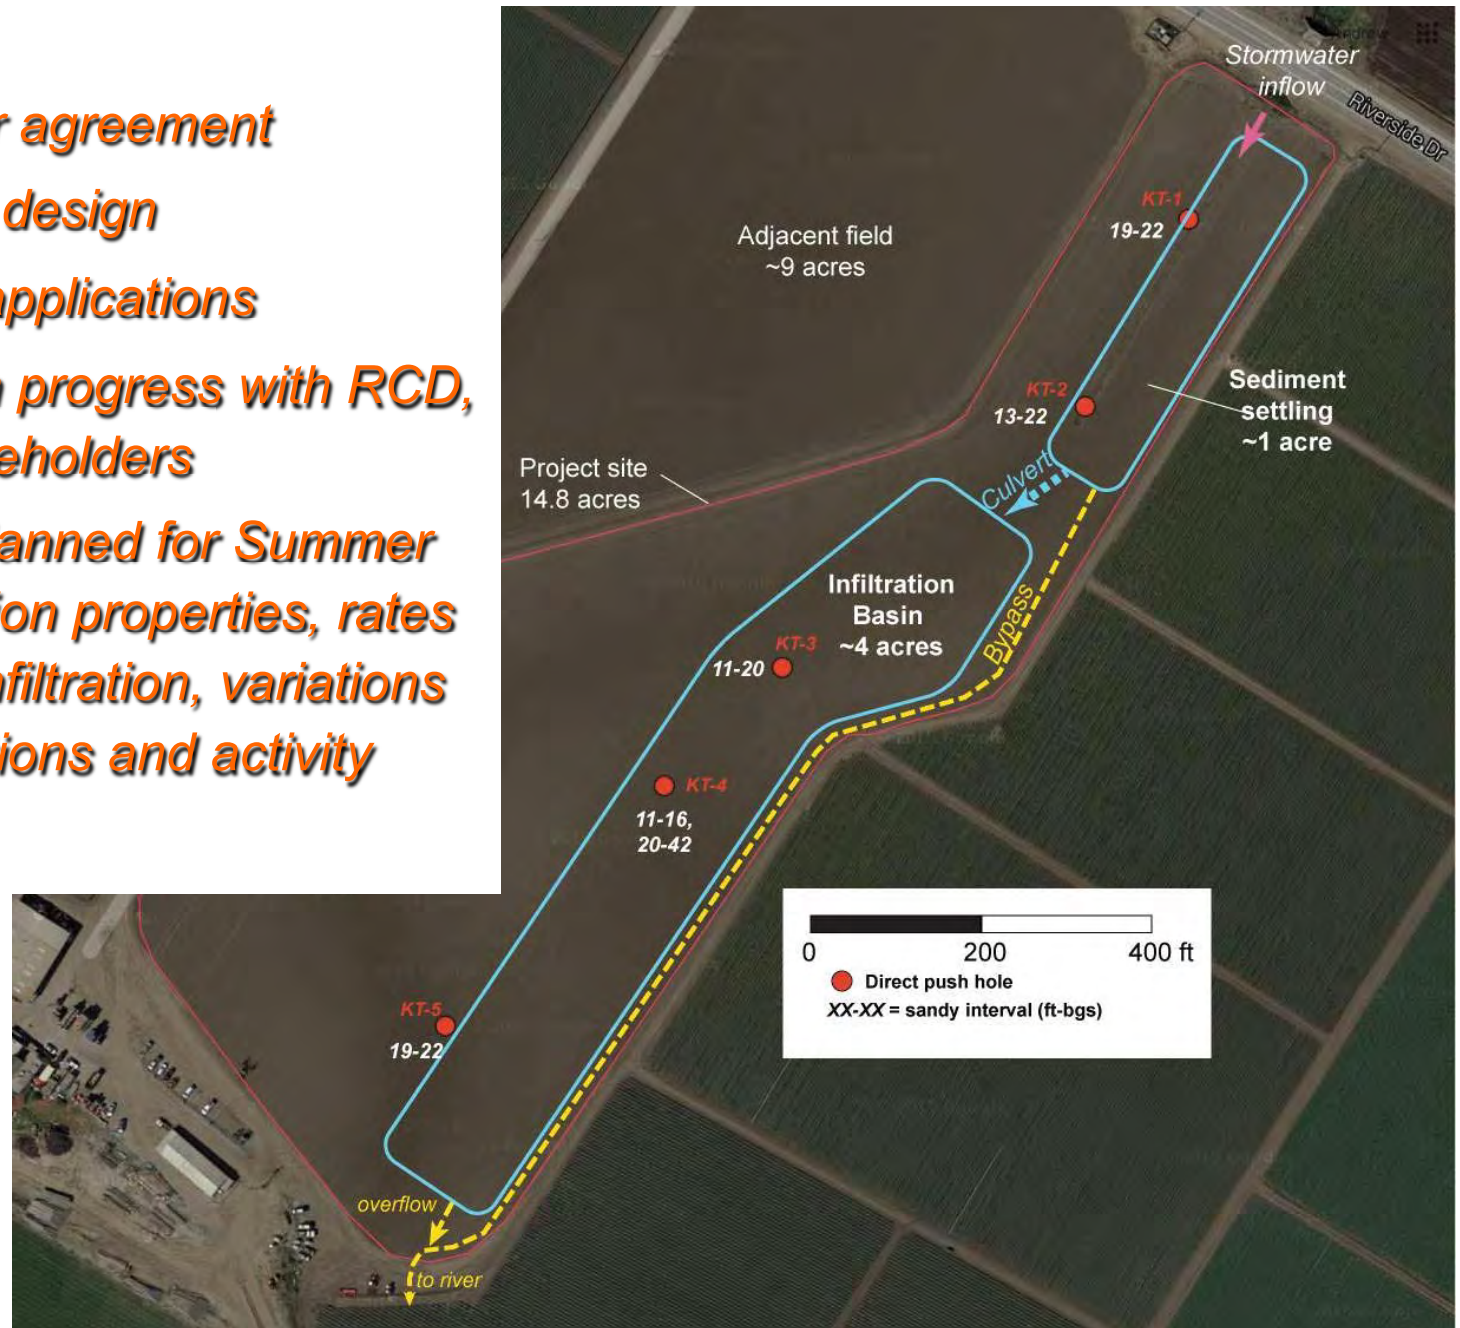 r agreement
design
applications
progress with RCD,
eholders
anned for Summer
ion properties, rates
filtration, variations
ions and activity
Stormwater
inflow
Riverside Dr
KT-1
19-22
Adjacent field
~9 acres
KT-2
13-22
Sediment
settling
~1 acre
Project site
14.8 acres
Culvert
Infiltration
Basin
~4 acres
Bypass
KT-3
11-20
KT-4
11-16,
20-42
0 200 400 ft
Direct push hole
XX-XX = sandy interval (ft-bgs)
KT-5
19-22
overflow
to river